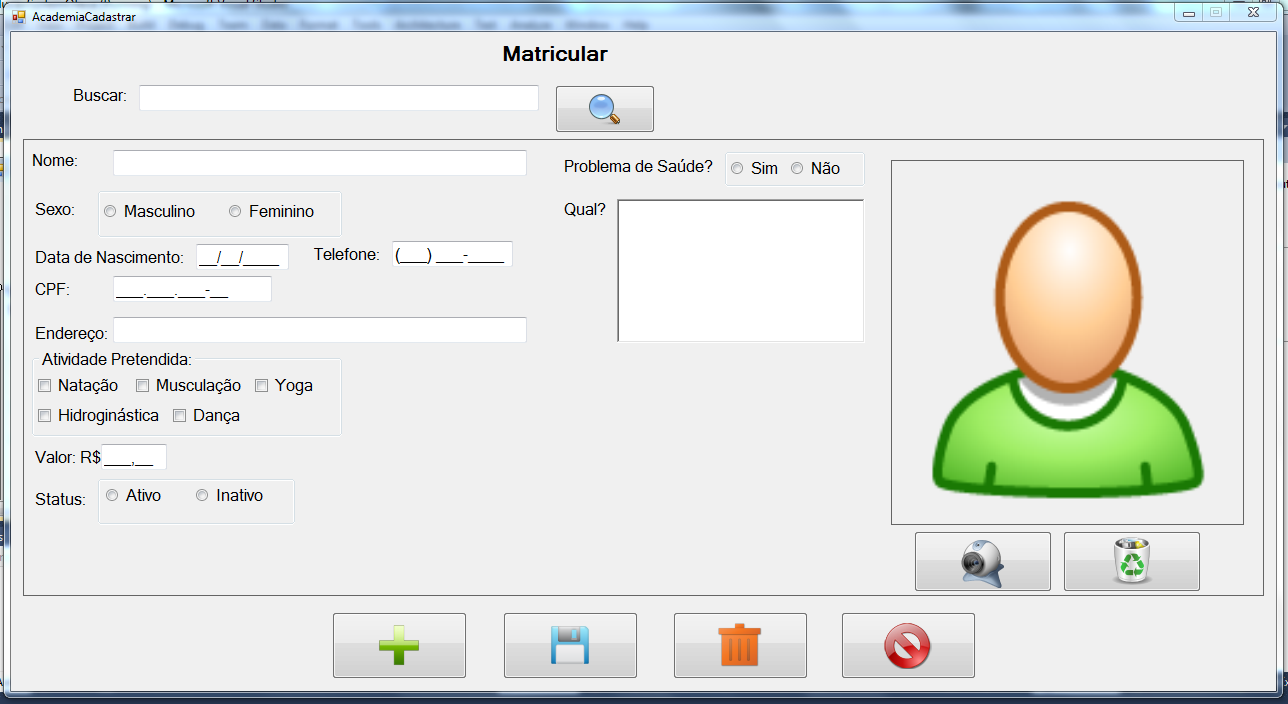 AcademiaCadastrar
Matricular
Buscar:
Nome:
Sexo: Masculino Feminino
Data de Nascimento: __/__/____ Telefone: (___) ___-____
CPF: ___.___.___-__
Endereço:
Atividade Pretendida:
Natação Musculação Yoga
Hidroginástica Dança
Valor: R$ ___,__
Status: Ativo Inativo
Problema de Saúde? Sim Não
Qual?